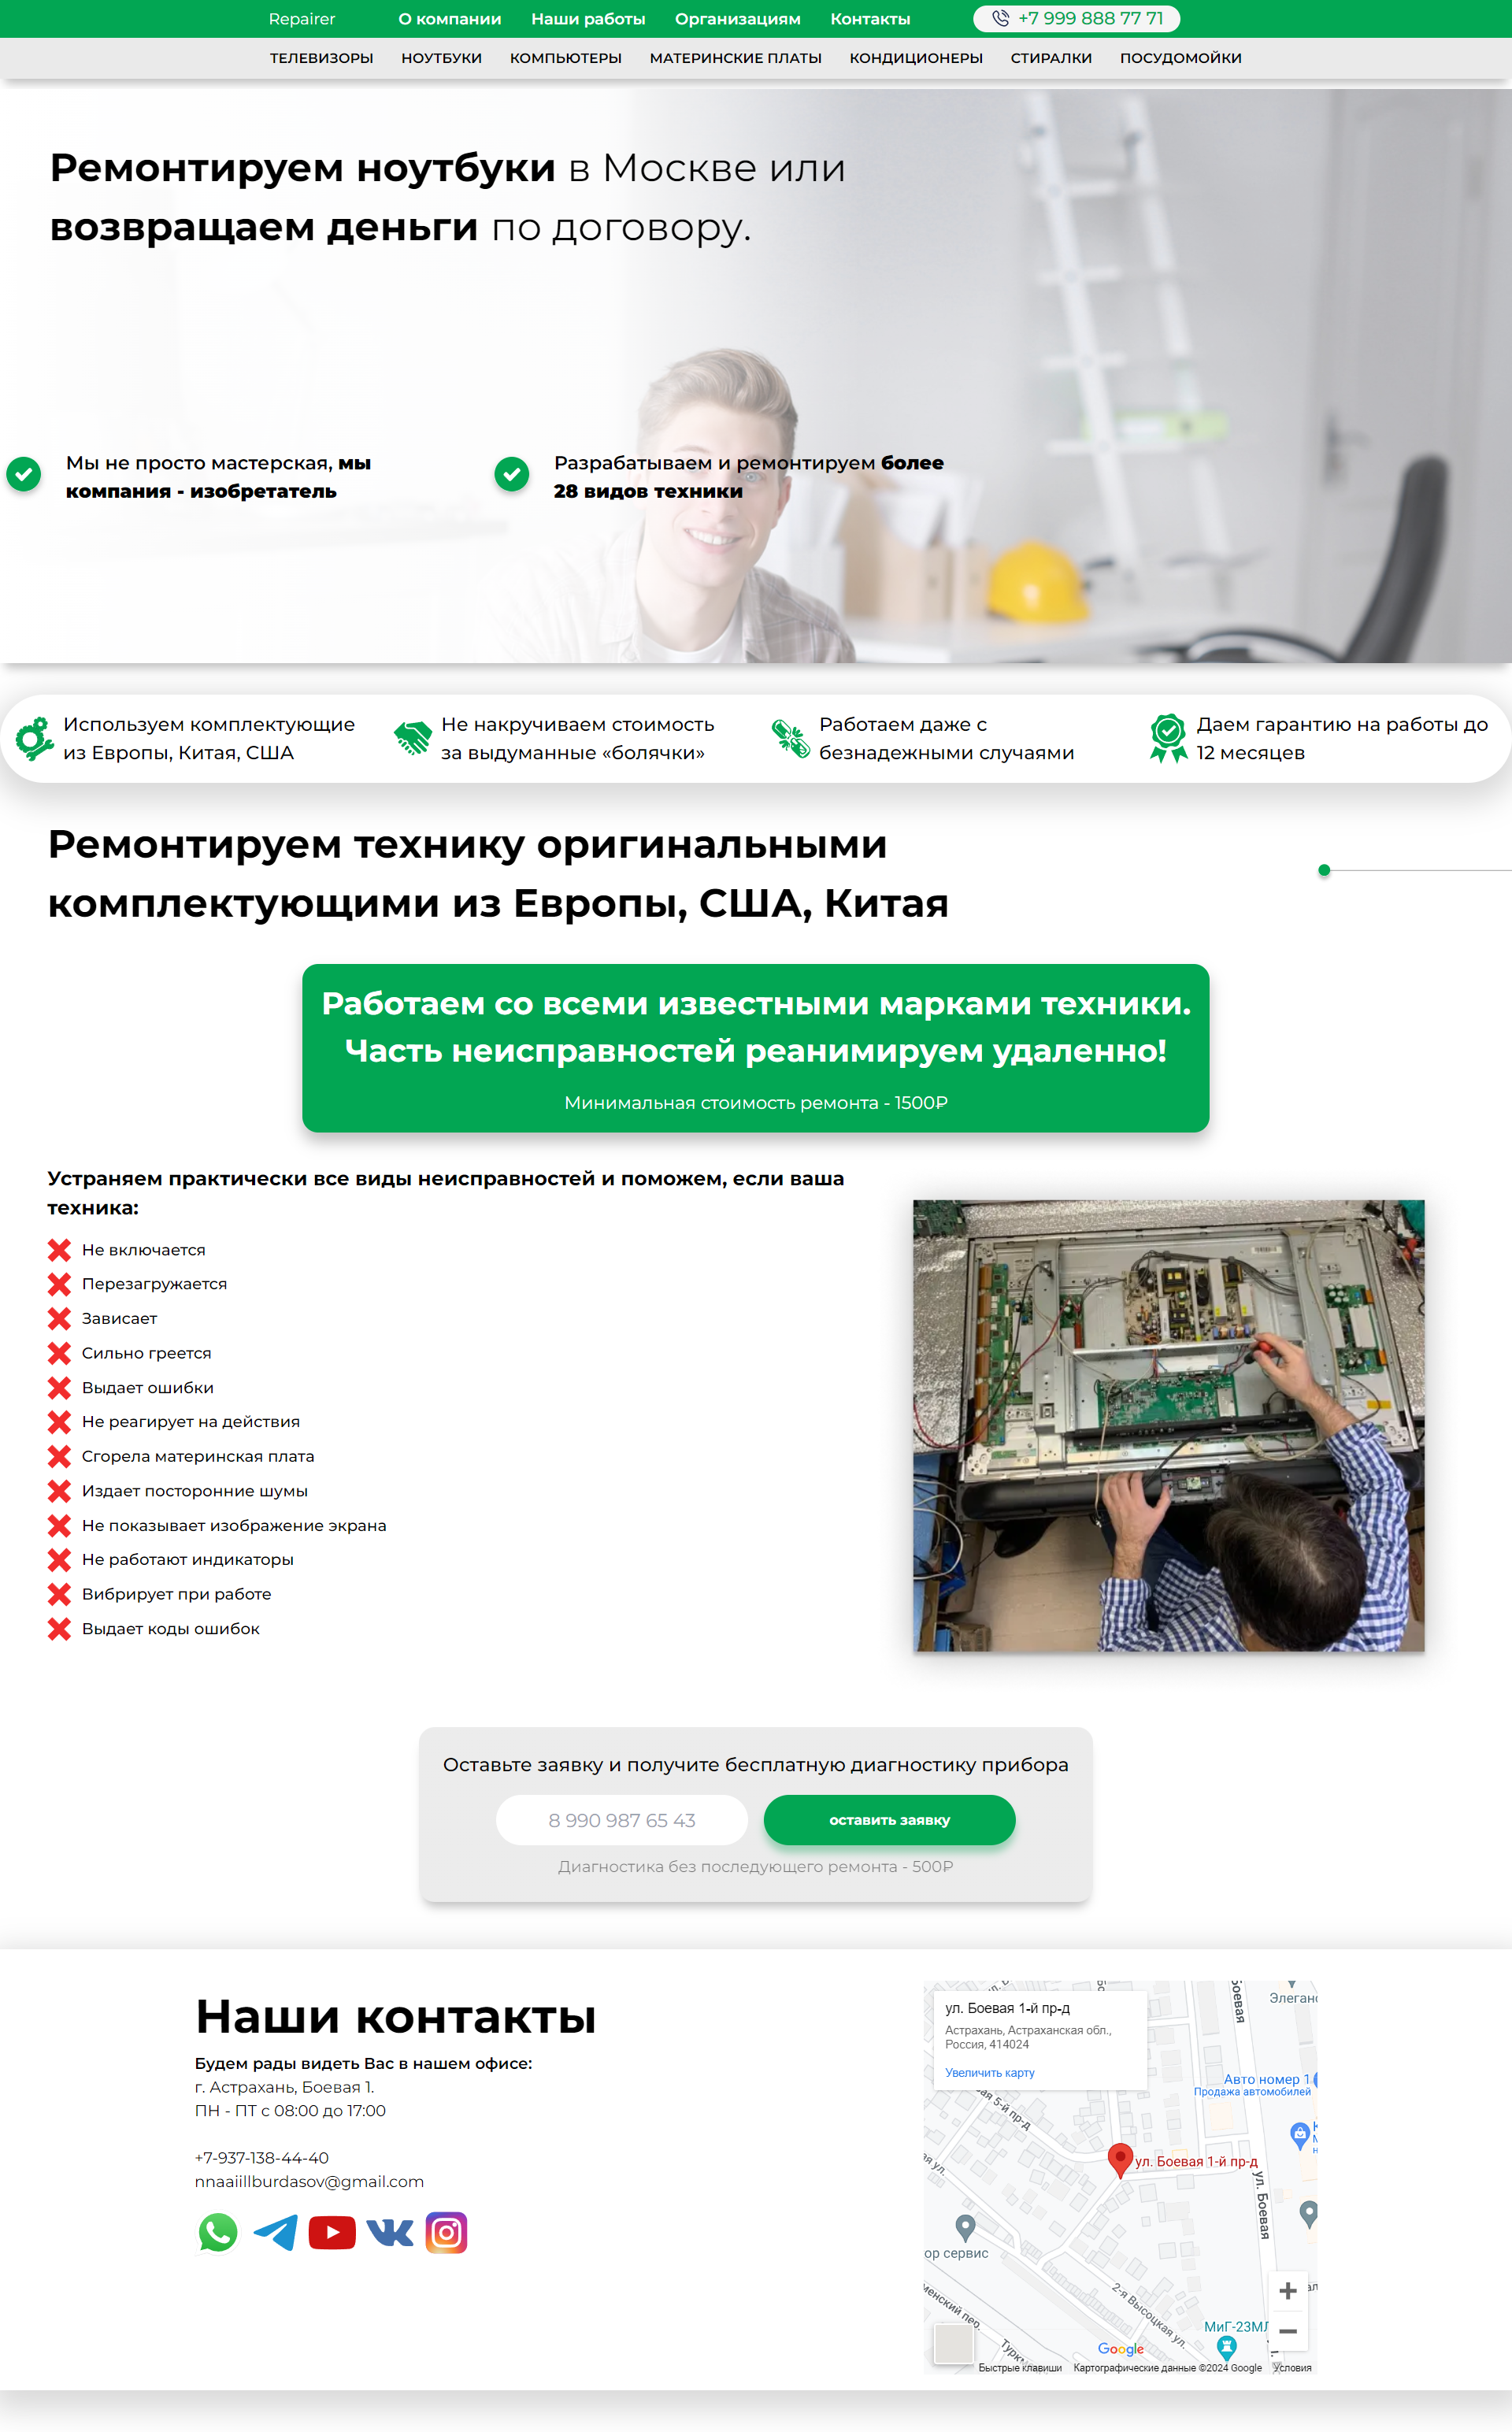 Repairer О компании Наши работы Организациям Контакты +7 999 888 77 71
ТЕЛЕВИЗОРЫ НОУТБУКИ КОМПЬЮТЕРЫ МАТЕРИНСКИЕ ПЛАТЫ КОНДИЦИОНЕРЫ СТИРАЛКИ ПОСУДОМОЙКИ
Ремонтируем ноутбуки в Москве или
возвращаем деньги по договору.
Мы не просто мастерская, мы
компания - изобретатель
Разрабатываем и ремонтируем более
28 видов техники
Используем комплектующие
из Европы, Китая, США
Не накручиваем стоимость
за выдуманные «болячки»
Работаем даже с
безнадежными случаями
Даем гарантию на работы до
12 месяцев
Ремонтируем технику оригинальными
комплектующими из Европы, США, Китая
Работаем со всеми известными марками техники.
Часть неисправностей реанимируем удаленно!
Минимальная стоимость ремонта - 1500₽
Устраняем практически все виды неисправностей и поможем, если ваша
техника:
Не включается
Перезагружается
Зависает
Сильно греется
Выдает ошибки
Не реагирует на действия
Сгорела материнская плата
Издает посторонние шумы
Не показывает изображение экрана
Не работают индикаторы
Вибрирует при работе
Выдает коды ошибок
Оставьте заявку и получите бесплатную диагностику прибора
8 990 987 65 43
оставить заявку
Диагностика без последующего ремонта - 500₽
Наши контакты
Будем рады видеть Вас в нашем офисе:
г. Астрахань, Боевая 1.
ПН - ПТ с 08:00 до 17:00
+7-937-138-44-40
nnaaiillburdasov@gmail.com
ул. Боевая 1-й пр-д
Астрахань, Астраханская обл.,
Россия, 414024
Увеличить карту
Элеган
Боевая
Авто номер 1
Продажа автомобилей
ая 5-й пр-д
ая ул.
ул. Боевая 1-й пр-д
ул. Боевая
ор сервис
менский пер.
2-я Высоцкая ул.
МиГ-23МЛ
Турк
Google
Быстрые клавиши Картографические данные ©2024 Google Условия